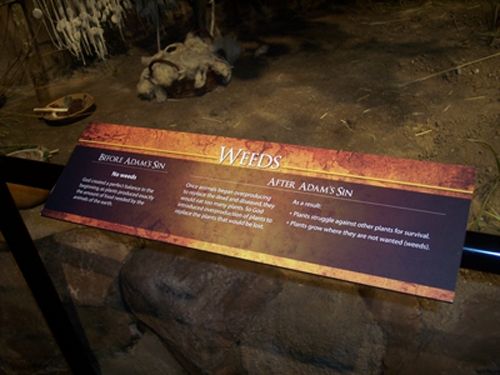 WEEDS
BEFORE ADAM'S SIN
No weeds
God created a perfect balance in the
beginning, so plants produced exactly
the amount of food needed by the
animals of the earth.
AFTER ADAM'S SIN
Once animals began overproducing
to replace the dead and diseased, they
would eat too many plants. So God
introduced overproduction of plants to
replace the plants that would be lost.
As a result:
• Plants struggle against other plants for survival.
• Plants grow where they are not wanted (weeds).